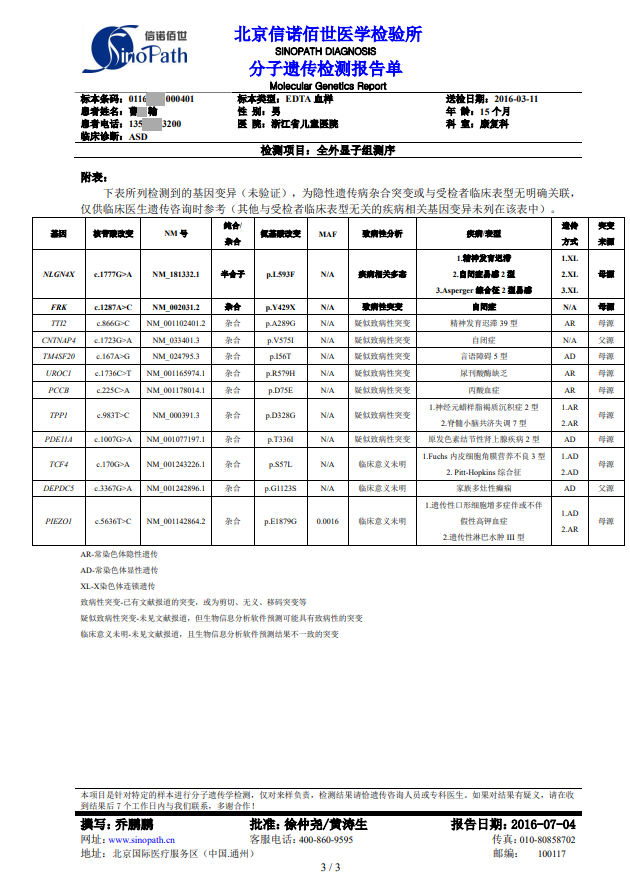 信诺佰世
SinoPath
北京信诺佰世医学检验所
SINOPATH DIAGNOSIS
分子遗传检测报告单
Molecular Genetics Report
标本条码：0116 000401 标本类型：EDTA 血样 送检日期：2016-03-11
患者姓名：曹 翰 性 别：男 年 龄：15 个月
患者电话：135 3200 医 院：浙江省儿童医院 科 室：康复科
临床诊断：ASD
检测项目：全外显子组测序
附表：
下表所列检测到的基因变异（未验证），为隐性遗传病杂合突变或与受检者临床表型无明确关联，
仅供临床医生遗传咨询时参考（其他与受检者临床表型无关的疾病相关基因变异未列在该表中）。
基因 核苷酸改变 NM 号 纯合/杂合 氨基酸改变 MAF 致病性分析 疾病/表型 遗传方式 突变来源
NLGN4X c.1777G>A NM_181332.1 半合子 p.L593F N/A 疾病相关多态 1.精神发育迟滞 2.自闭症易感 2 型 3.Asperger 综合征 2 型易感 1.XL 2.XL 3.XL 母源
FRK c.1287A>C NM_002031.2 杂合 p.Y429X N/A 致病性突变 自闭症 N/A 母源
TTI2 c.866G>C NM_001102401.2 杂合 p.A289G N/A 疑似致病性突变 精神发育迟滞 39 型 AR 母源
CNTNAP4 c.1723G>A NM_033401.3 杂合 p.V575I N/A 疑似致病性突变 自闭症 N/A 父源
TM4SF20 c.167A>G NM_024795.3 杂合 p.I56T N/A 疑似致病性突变 言语障碍 5 型 AD 母源
UROC1 c.1736C>T NM_001165974.1 杂合 p.R579H N/A 疑似致病性突变 尿刊酸酶缺乏 AR 母源
PCCB c.225C>A NM_001178014.1 杂合 p.D75E N/A 疑似致病性突变 丙酸血症 AR 母源
TPP1 c.983T>C NM_000391.3 杂合 p.D328G N/A 疑似致病性突变 1.神经元蜡样脂褐质沉积症 2 型 2.脊髓小脑共济失调 7 型 1.AR 2.AR 母源
PDE11A c.1007G>A NM_001077197.1 杂合 p.T336I N/A 疑似致病性突变 原发色素结节性肾上腺疾病 2 型 AD 母源
TCF4 c.170G>A NM_001243226.1 杂合 p.S57L N/A 临床意义未明 1.Fuchs 内皮细胞角膜营养不良 3 型 2. Pitt-Hopkins 综合征 1.AD 2.AD 母源
DEPDC5 c.3367G>A NM_001242896.1 杂合 p.G1123S N/A 临床意义未明 家族多灶性癫痫 AD 父源
PIEZO1 c.5636T>C NM_001142864.2 杂合 p.E1879G 0.0016 临床意义未明 1.遗传性口形细胞增多症伴或不伴假性高钾血症 2.遗传性淋巴水肿 III 型 1.AD 2.AR 母源
AR-常染色体隐性遗传
AD-常染色体显性遗传
XL-X染色体连锁遗传
致病性突变-已有文献报道的突变，或为剪切、无义、移码突变等
疑似致病性突变-未见文献报道，但生物信息分析软件预测可能具有致病性的突变
临床意义未明-未见文献报道，且生物信息分析软件预测结果不一致的突变
本项目是针对特定的样本进行分子遗传学检测，仅对来样负责，检测结果请恰遗传咨询人员或专科医生。如果对结果有疑义，请在收
到结果后 7 个工作日内与我们联系，多谢合作！
撰写：乔鹏鹏 批准：徐仲尧/黄涛生 报告日期：2016-07-04
网址：www.sinopath.cn 客服电话：400-860-9595 传真：010-80858702
地址：北京国际医疗服务区（中国.通州） 邮编： 100117
3 / 3